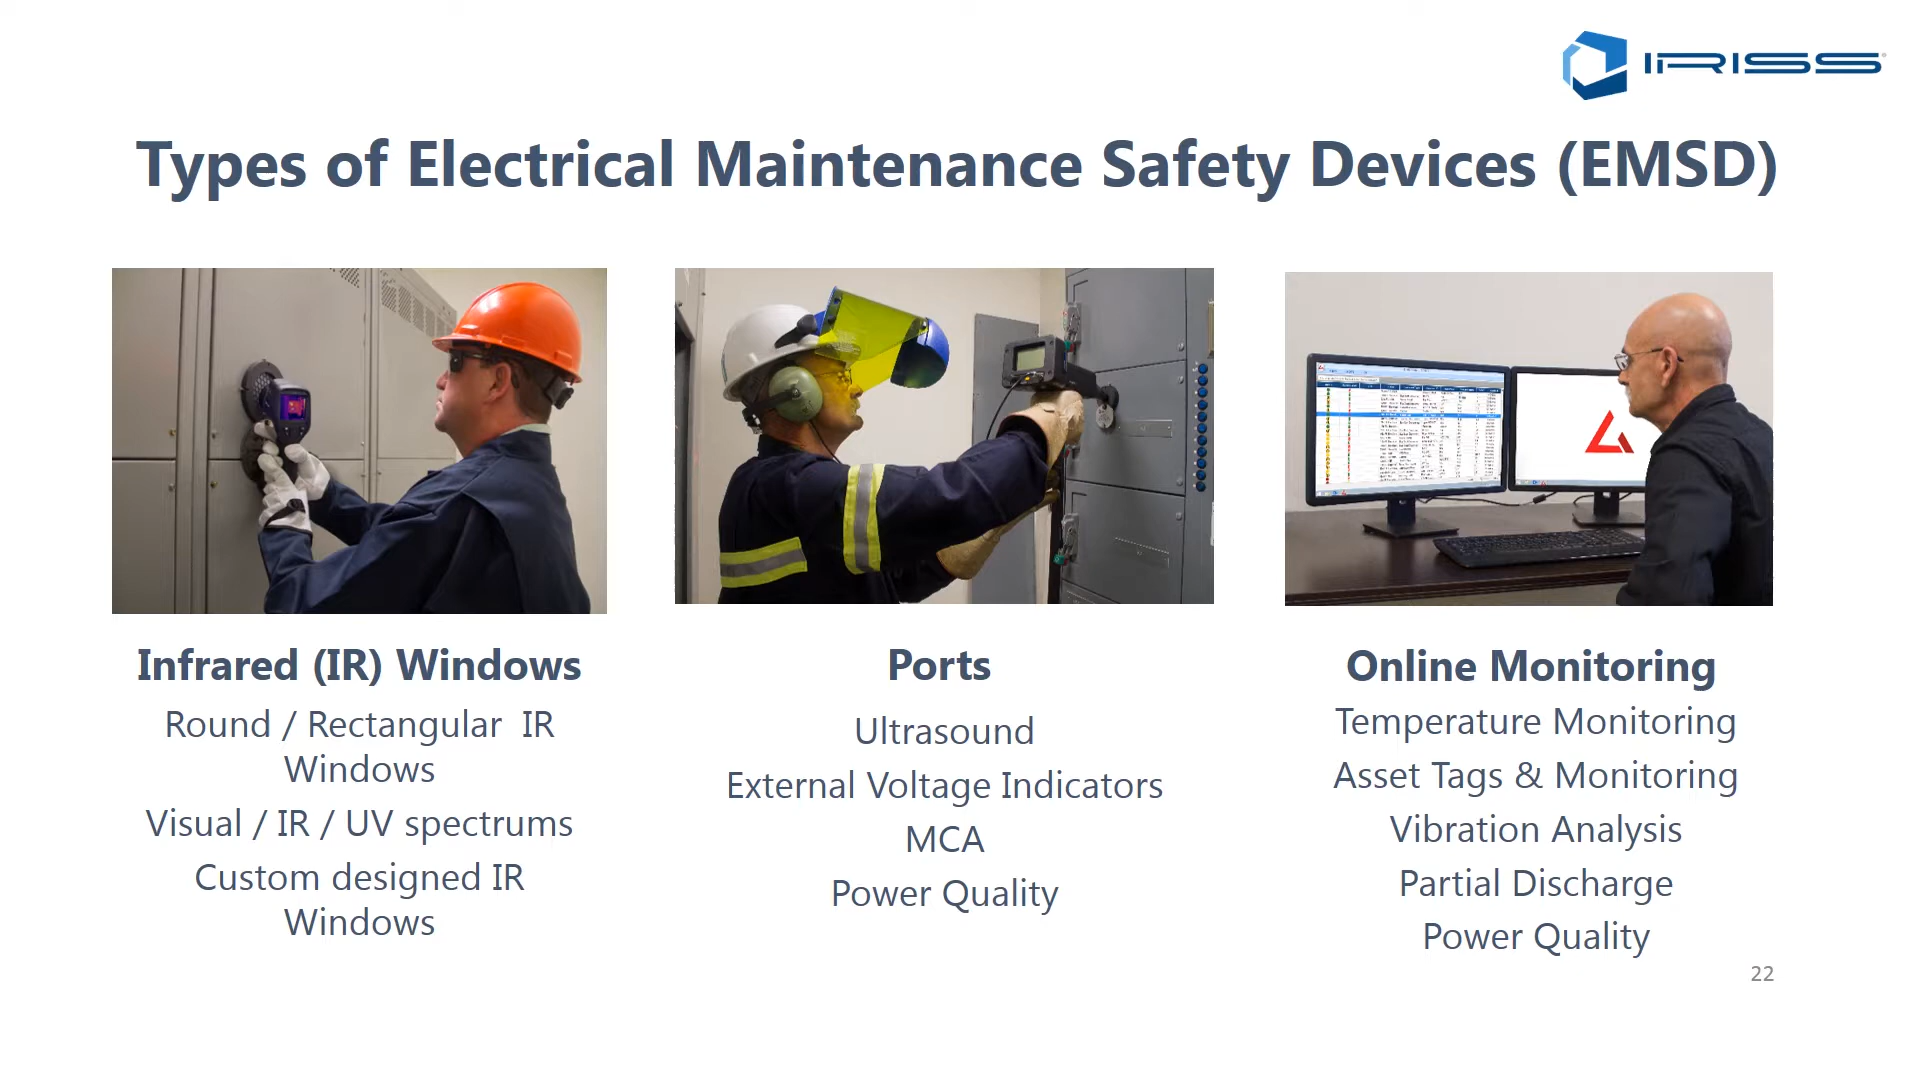 IRISS
Types of Electrical Maintenance Safety Devices (EMSD)
Infrared (IR) Windows
Round / Rectangular IR
Windows
Visual / IR / UV spectrums
Custom designed IR
Windows
Ports
Ultrasound
External Voltage Indicators
MCA
Power Quality
Online Monitoring
Temperature Monitoring
Asset Tags & Monitoring
Vibration Analysis
Partial Discharge
Power Quality
22